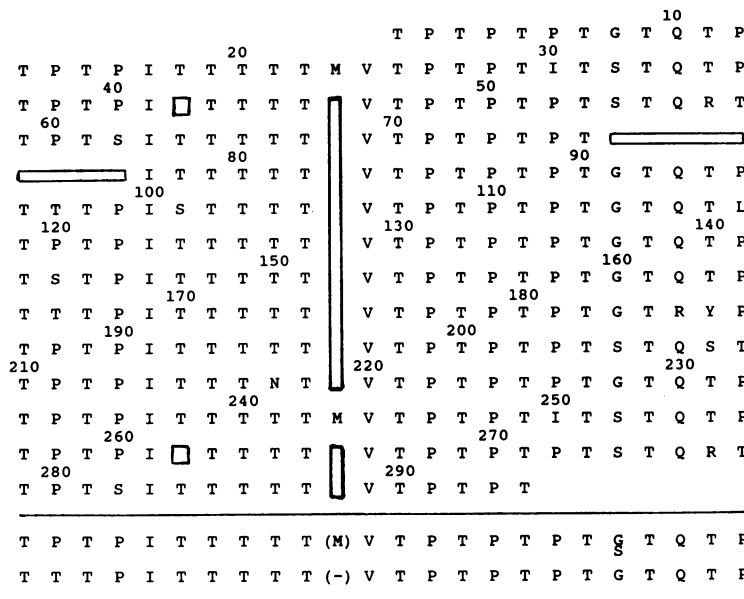 10
T P T P T P T G T Q T P
20 30
T P T P I T T T T T M V T P T P T I T S T Q T P
40 50
T P T P I T T T T V T P T P T P T S T Q R T
60 70
T P T S I T T T T T V T P T P T P T
80 90
I T T T T T V T P T P T P T G T Q T P
100 110
T T T P I S T T T T V T P T P T P T G T Q T L
120 130 140
T P T P I T T T T T V T P T P T P T G T Q T P
150 160
T S T P I T T T T T V T P T P T P T G T Q T P
170 180
T T T P I T T T T T V T P T P T P T G T R Y P
190 200
T P T P I T T T T T V T P T P T P T S T Q S T
210 220 230
T P T P I T T T N T V T P T P T P T G T Q T P
240 250
T P T P I T T T T T M V T P T P T I T S T Q T P
260 270
T P T P I T T T T V T P T P T P T S T Q R T
280 290
T P T S I T T T T T V T P T P T
T P T P I T T T T T (M) V T P T P T P T G T Q T P
S
T T T P I T T T T T (-) V T P T P T P T G T Q T P